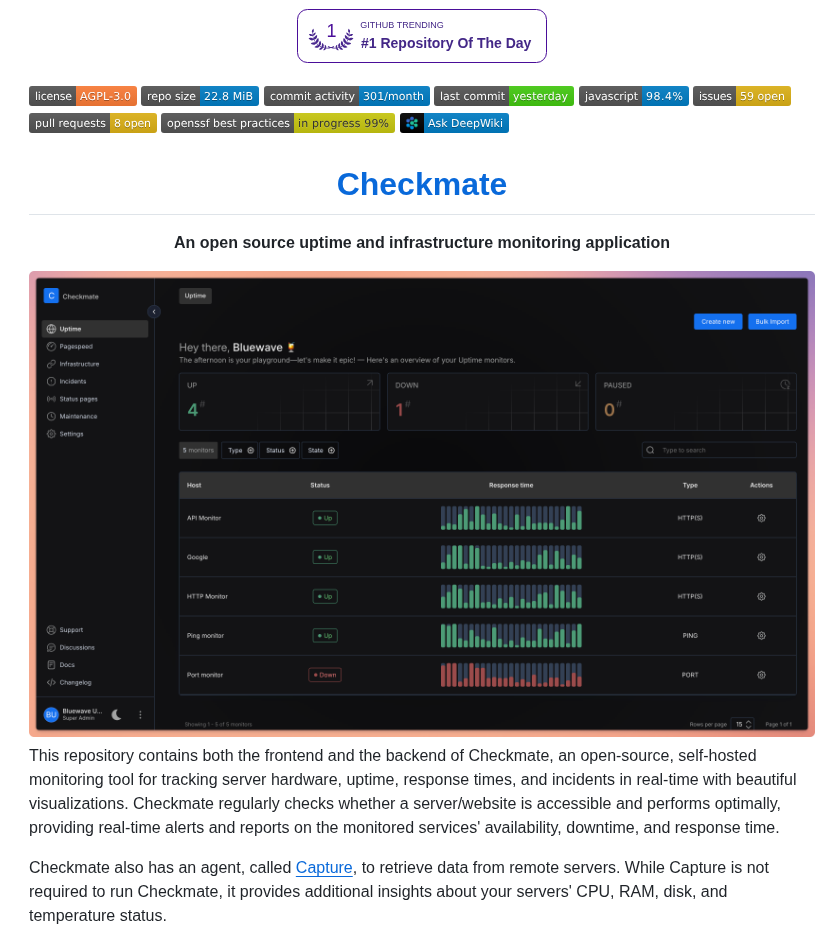 1
GITHUB TRENDING
#1 Repository Of The Day
license AGPL-3.0 repo size 22.8 MiB commit activity 301/month last commit yesterday javascript 98.4% issues 59 open
pull requests 8 open openssf best practices in progress 99% Ask DeepWiki
Checkmate
An open source uptime and infrastructure monitoring application
C Checkmate
Uptime
Pagespeed
Infrastructure
Incidents
Status pages
Maintenance
Settings
Support
Discussions
Docs
Changelog
BU Bluewave U...
Super Admin
Uptime
Create new Bulk Import
Hey there, Bluewave
The afternoon is your playground—let's make it epic! — Here's an overview of your Uptime monitors.
UP DOWN PAUSED
4# 1# 0#
5 monitors Type Status State Type to search
Host Status Response time Type Actions
API Monitor Up HTTP(S)
Google Up HTTP(S)
HTTP Monitor Up HTTP(S)
Ping monitor Up PING
Port monitor Down PORT
Showing 1 - 5 of 5 monitors Rows per page 15 Page 1 of 1
This repository contains both the frontend and the backend of Checkmate, an open-source, self-hosted
monitoring tool for tracking server hardware, uptime, response times, and incidents in real-time with beautiful
visualizations. Checkmate regularly checks whether a server/website is accessible and performs optimally,
providing real-time alerts and reports on the monitored services' availability, downtime, and response time.
Checkmate also has an agent, called Capture, to retrieve data from remote servers. While Capture is not
required to run Checkmate, it provides additional insights about your servers' CPU, RAM, disk, and
temperature status.